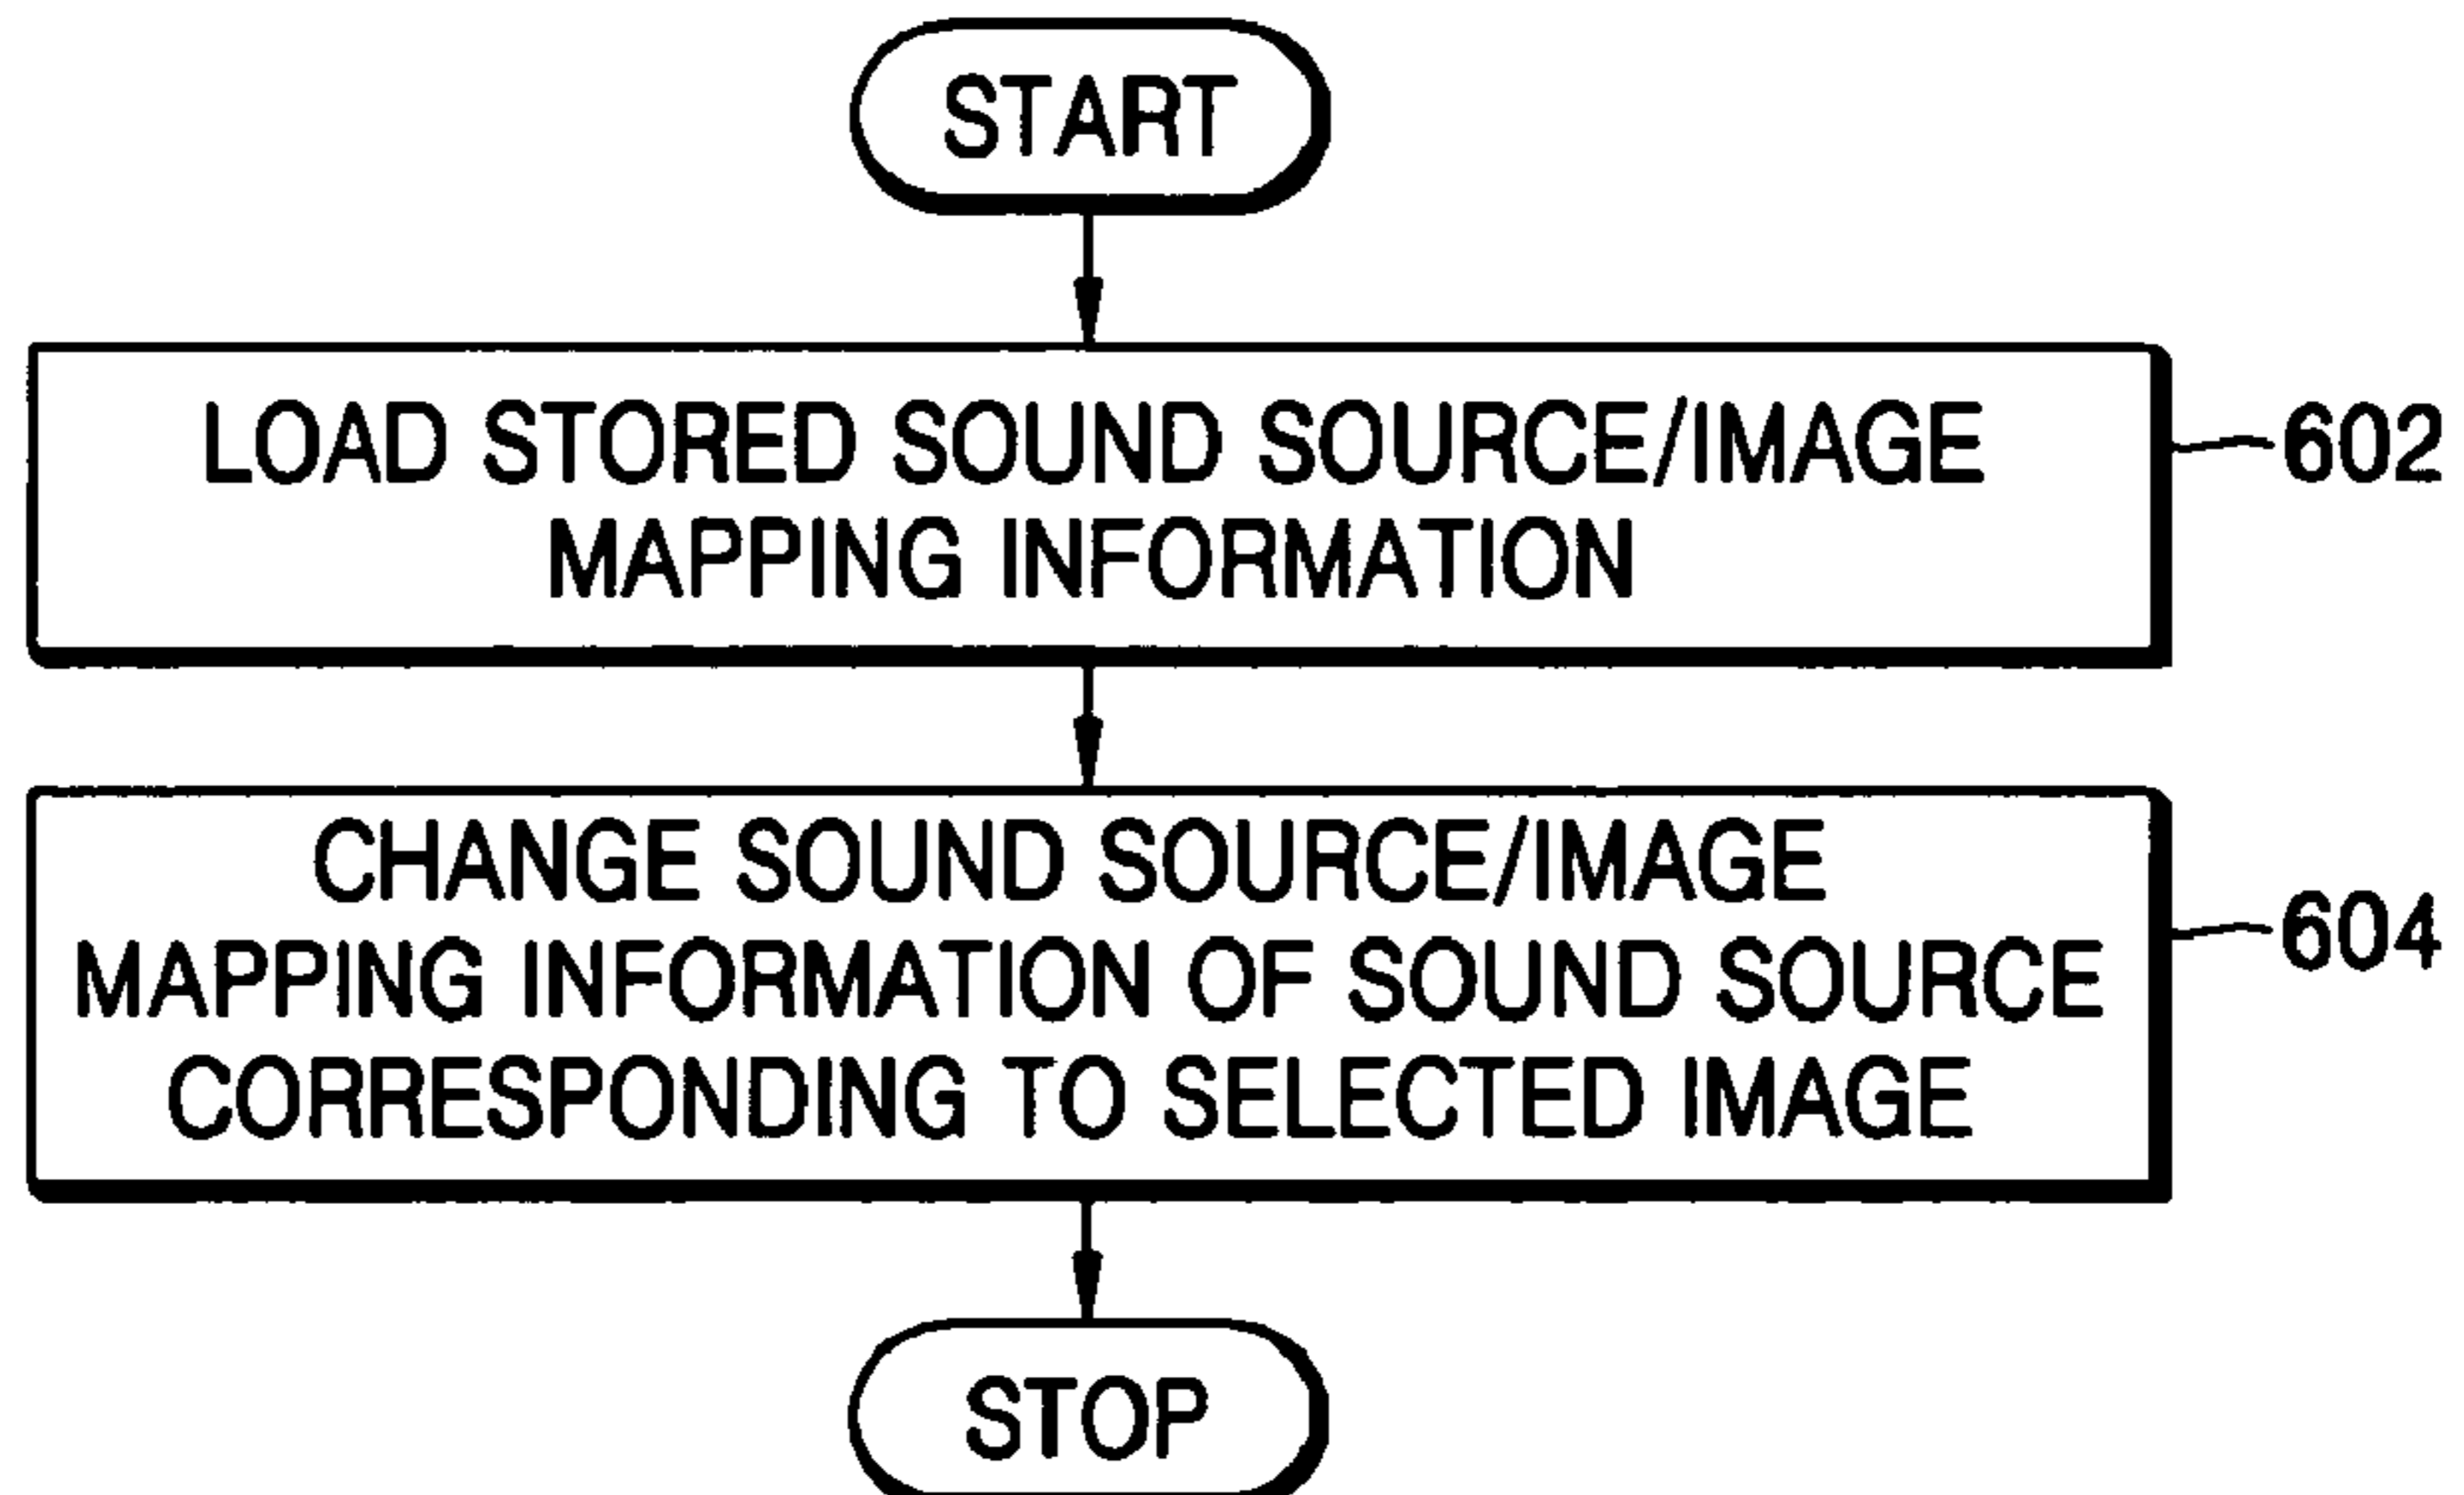 START
LOAD STORED SOUND SOURCE/IMAGE
MAPPING INFORMATION
602
CHANGE SOUND SOURCE/IMAGE
MAPPING INFORMATION OF SOUND SOURCE
CORRESPONDING TO SELECTED IMAGE
604
STOP